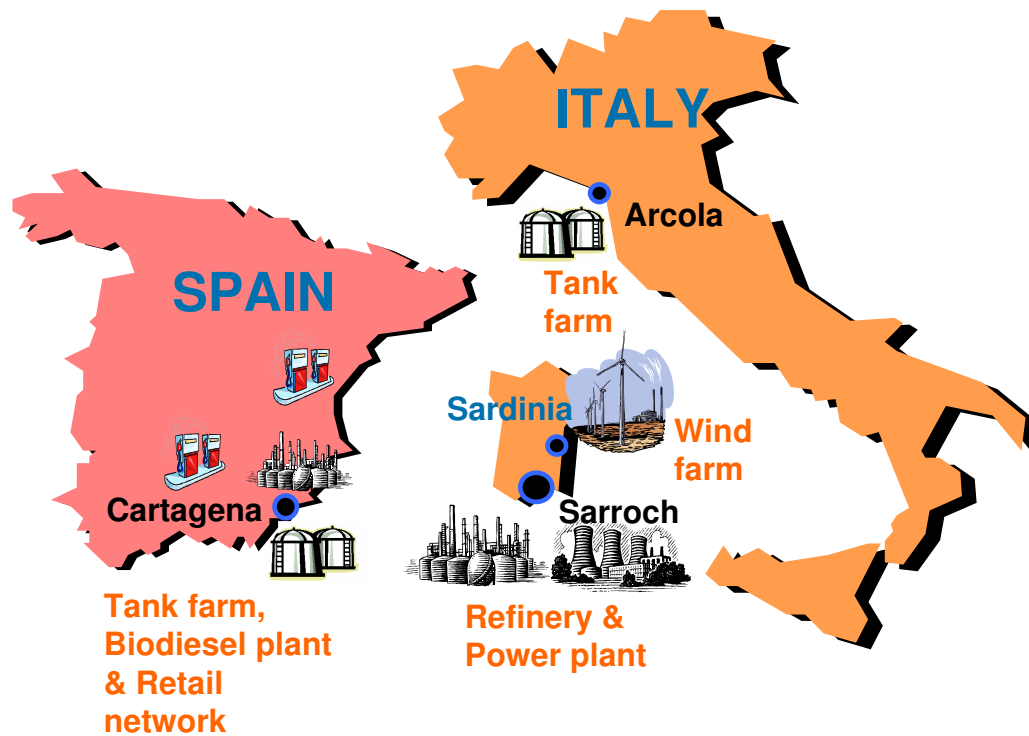 ITALY
Arcola
SPAIN
Tank
farm
Sardinia
Wind
farm
Cartagena
Sarroch
Tank farm,
Biodiesel plant
& Retail
network
Refinery &
Power plant